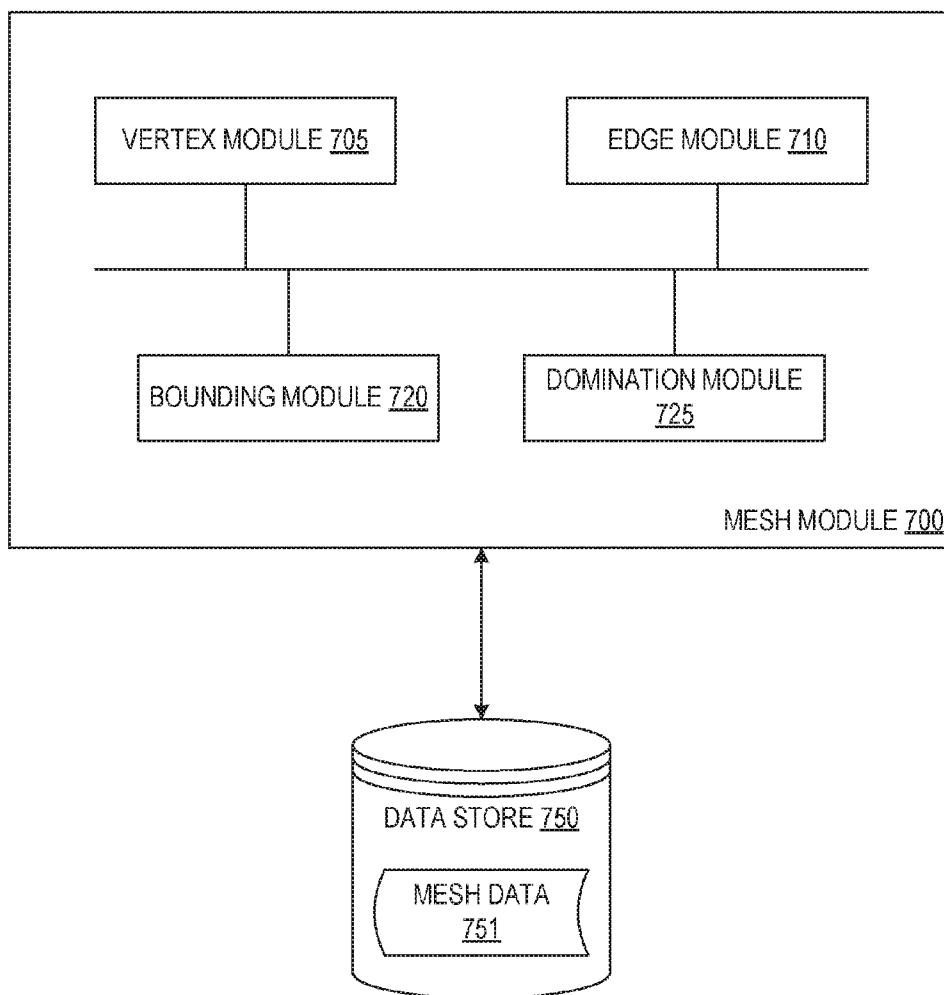 VERTEX MODULE 705
EDGE MODULE 710
BOUNDING MODULE 720
DOMINATION MODULE
725
MESH MODULE 700
DATA STORE 750
MESH DATA
751